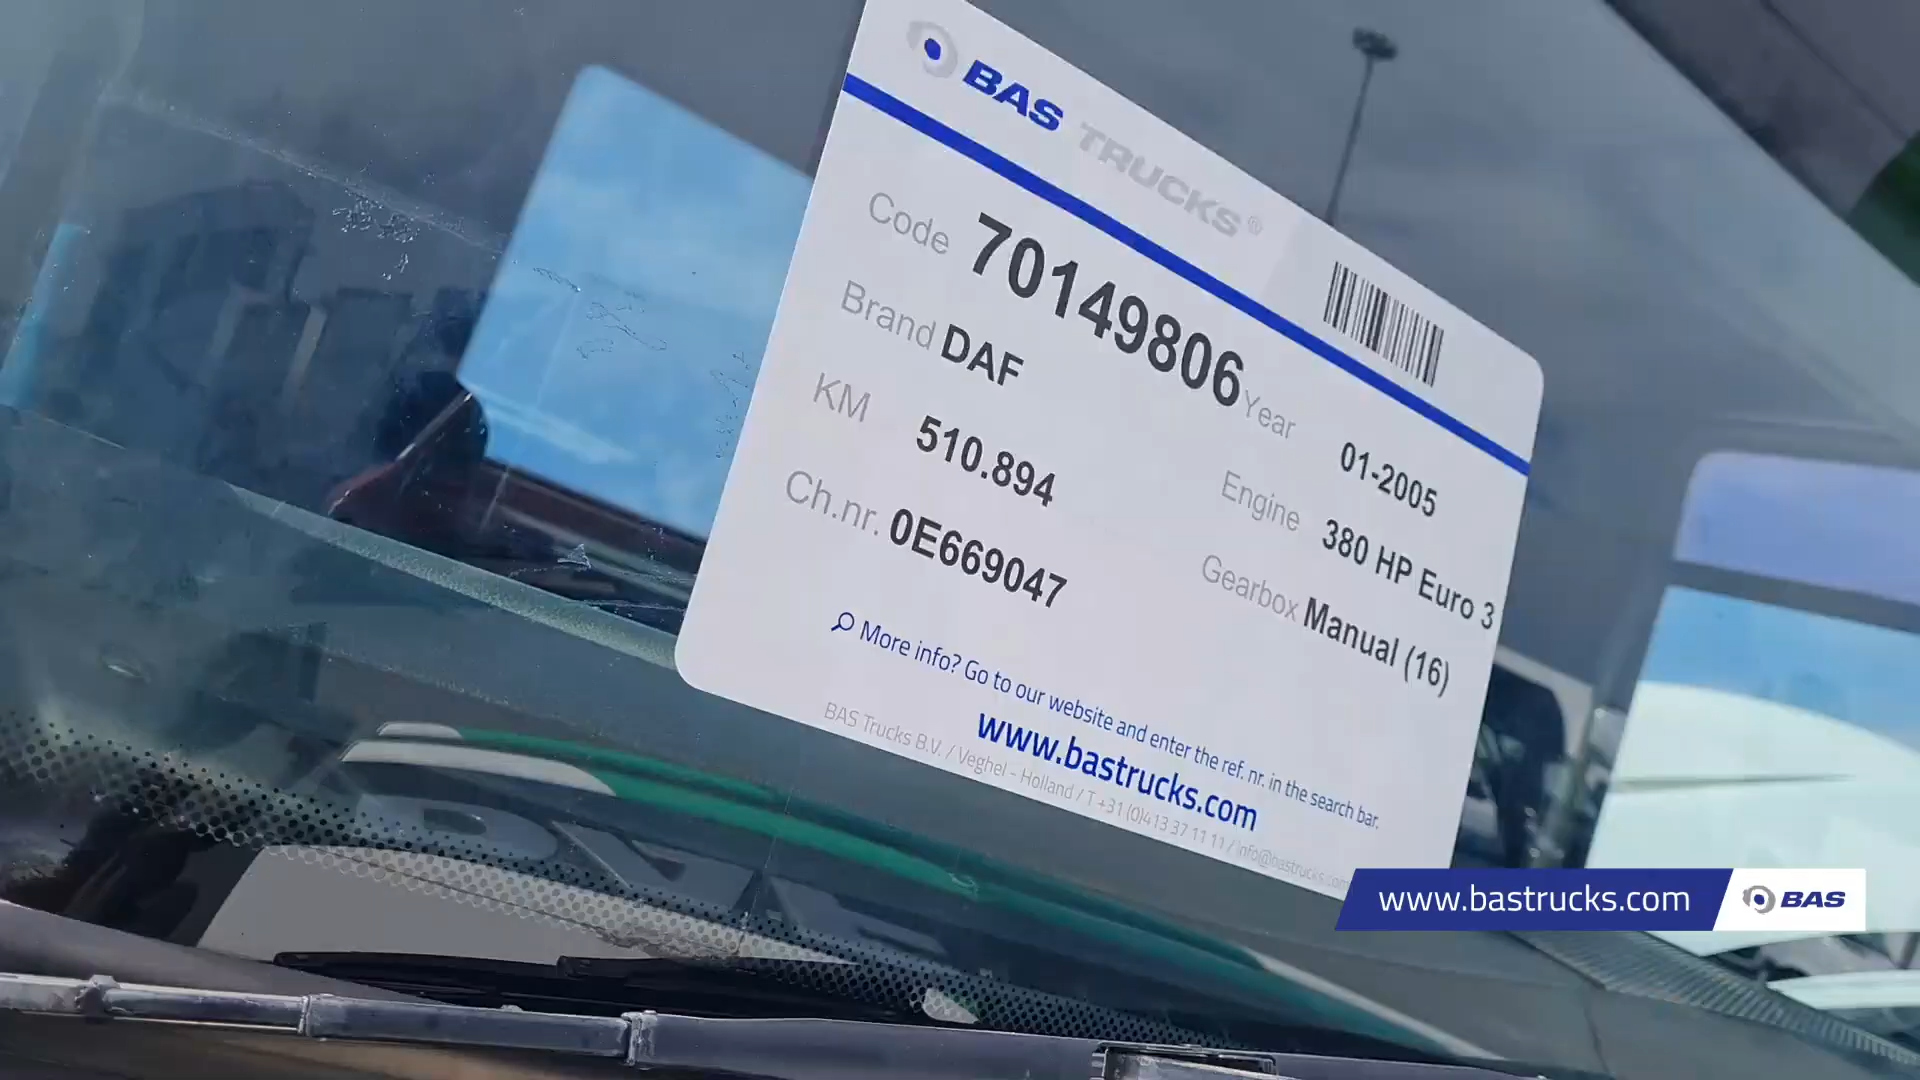 BAS TRUCKS®
Code 70149806
Brand DAF
KM 510.894
Ch.nr. 0E669047
Year 01-2005
Engine 380 HP Euro 3
Gearbox Manual (16)
More info? Go to our website and enter the ref. nr. in the search bar.
www.bastrucks.com
BAS Trucks B.V. / Veghel - Holland / T +31 (0)413 37 11 11 / info@bastrucks.com
www.bastrucks.com BAS